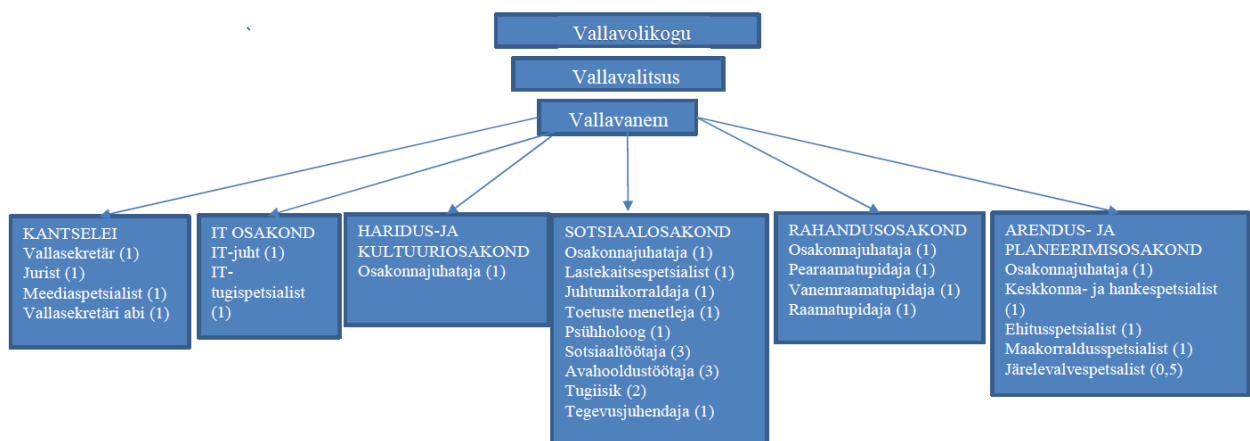 Vallavolikogu
Vallavalitsus
Vallavanem
KANTSELEI
Vallasekretär (1)
Jurist (1)
Meediaspetsialist (1)
Vallasekretäri abi (1)
IT OSAKOND
IT-juht (1)
IT-
tugispetsialist
(1)
HARIDUS-JA
KULTUURIOSAKOND
Osakonnajuhataja (1)
SOTSIAALOSAKOND
Osakonnajuhataja (1)
Lastekaitsespetsialist (1)
Juhtumikorraldaja (1)
Toetuste menetleja (1)
Psühholoog (1)
Sotsiaaltöötaja (3)
Avahooldustöötaja (3)
Tugiisik (2)
Tegevusjuhendaja (1)
RAHANDUSOSAKOND
Osakonnajuhataja (1)
Pearaamatupidaja (1)
Vanemraamatupidaja (1)
Raamatupidaja (1)
ARENDUS- JA
PLANEERIMISOSAKOND
Osakonnajuhataja (1)
Keskkonna- ja hankespetsialist
(1)
Ehitusspetsialist (1)
Maakorraldusspetsialist (1)
Järelevalvespetsalist (0,5)